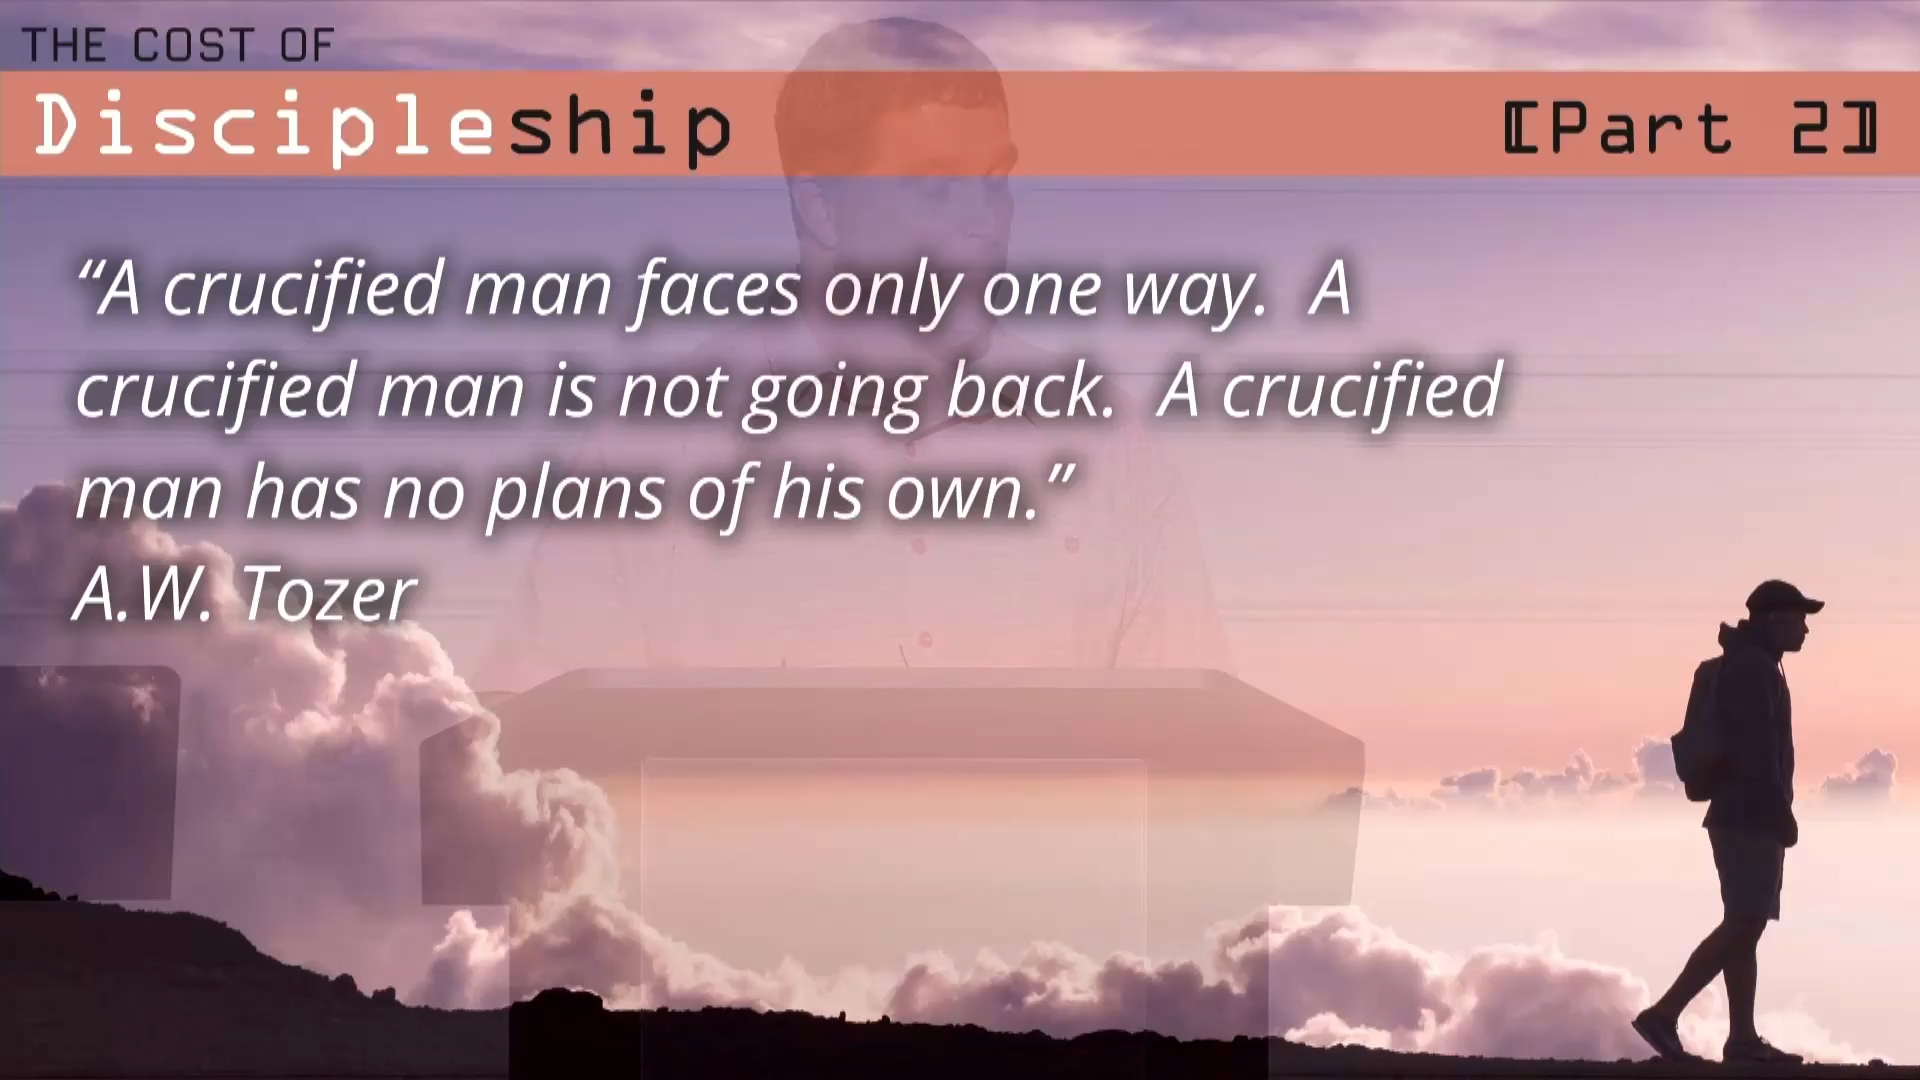 THE COST OF
Discipleship
[Part 2]
“A crucified man faces only one way.  A
crucified man is not going back.  A crucified
man has no plans of his own.”
A.W. Tozer